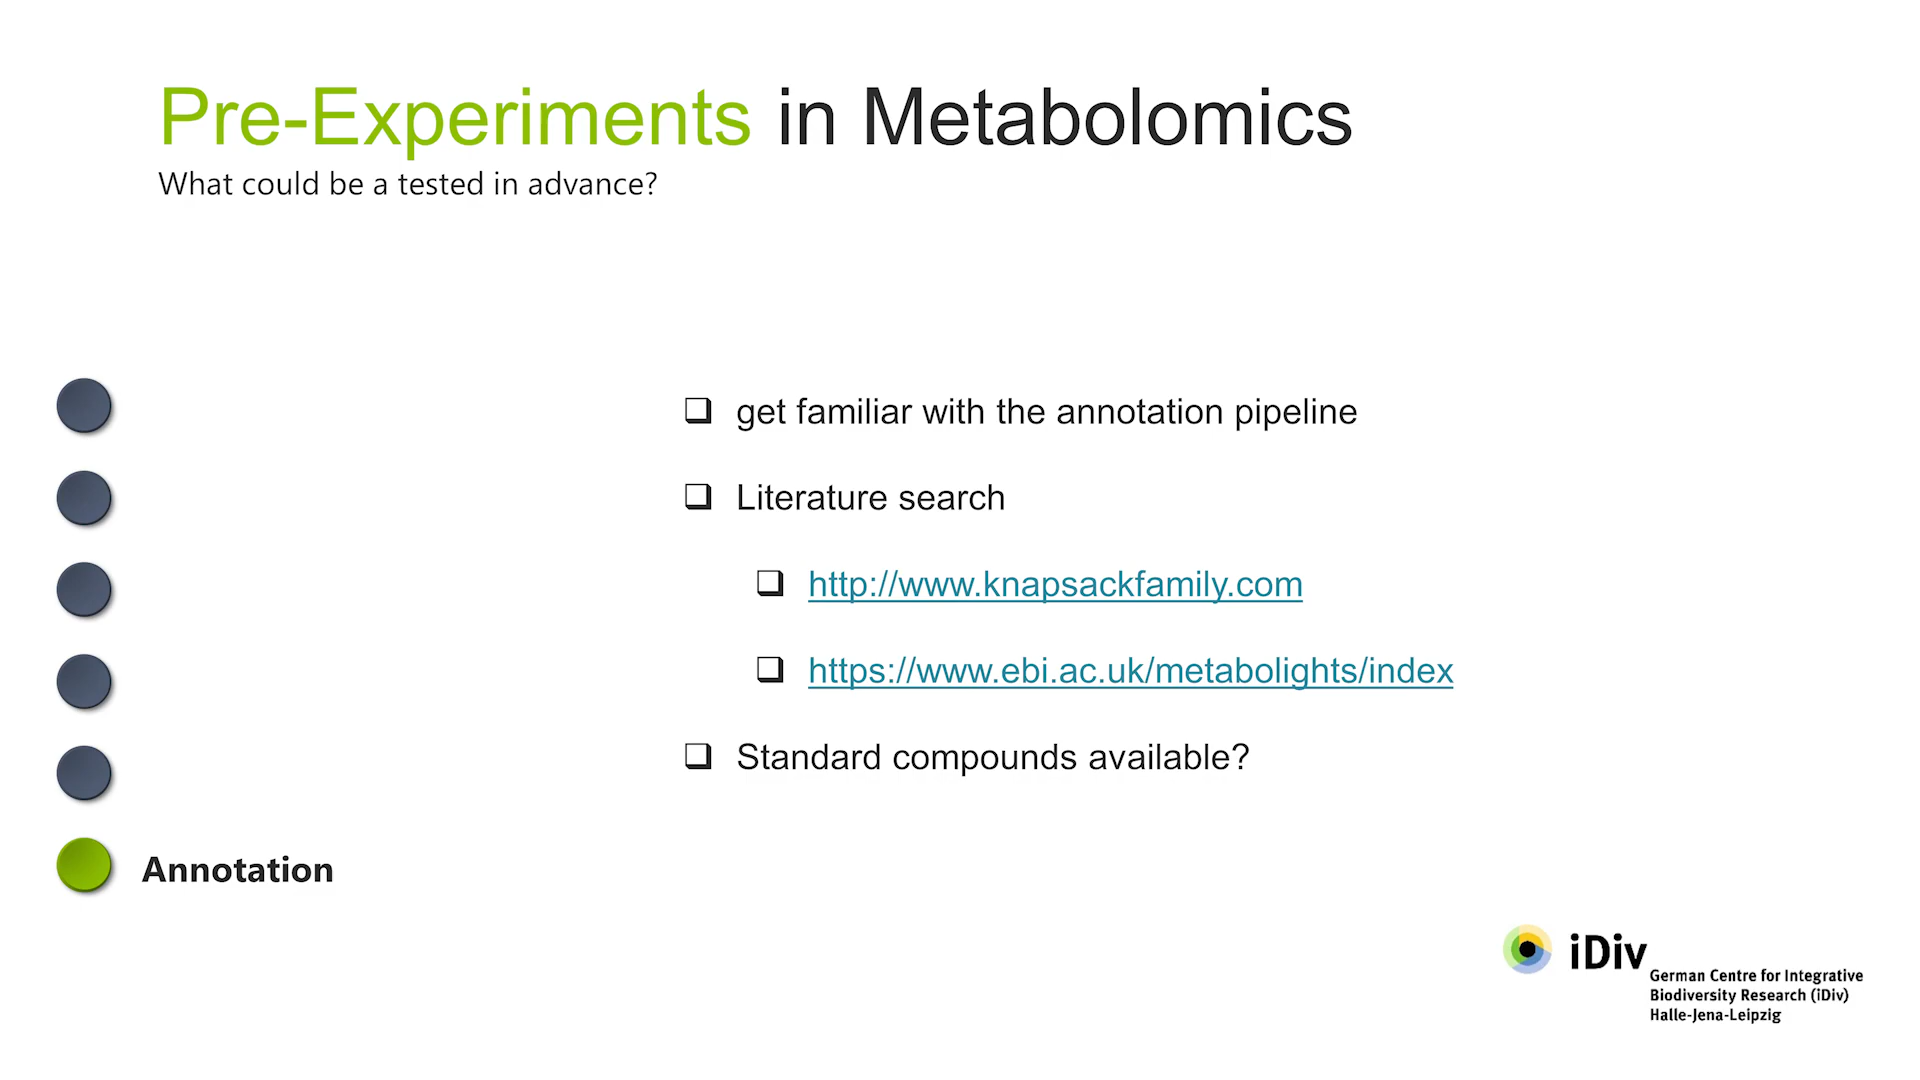 Pre-Experiments in Metabolomics
What could be a tested in advance?
get familiar with the annotation pipeline
Literature search
http://www.knapsackfamily.com
https://www.ebi.ac.uk/metabolights/index
Standard compounds available?
Annotation
iDiv
German Centre for Integrative
Biodiversity Research (iDiv)
Halle-Jena-Leipzig